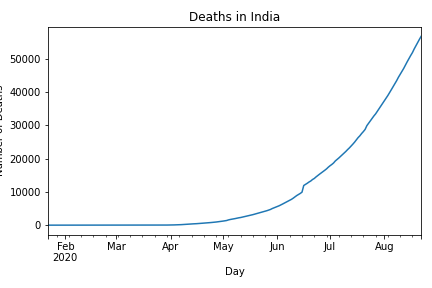 Deaths in India
Number of Deaths
50000
40000
30000
20000
10000
0
Feb
2020
Mar
Apr
May
Jun
Jul
Aug
Day